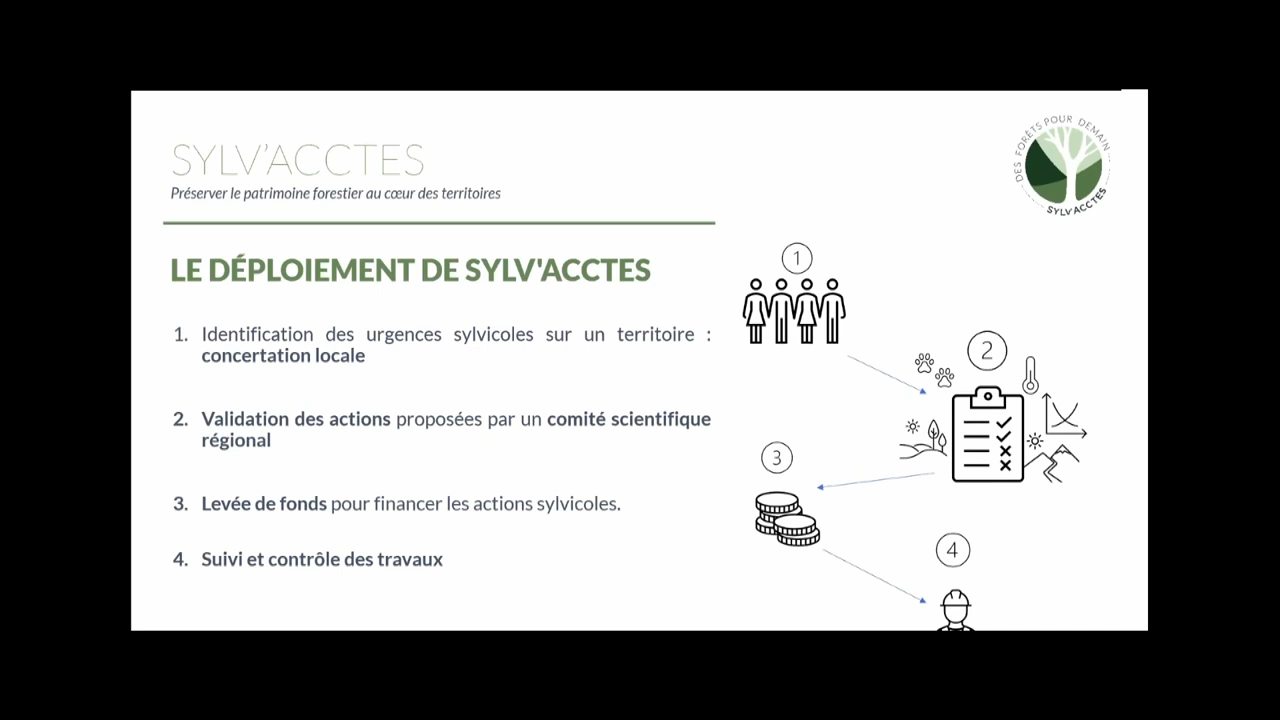 SYLV'ACCTES
Préserver le patrimoine forestier au cœur des territoires
DES FORÊTS POUR DEMAIN
SYLV'ACCTES
LE DÉPLOIEMENT DE SYLV'ACCTES
1. Identification des urgences sylvicoles sur un territoire :
concertation locale
2. Validation des actions proposées par un comité scientifique
régional
3. Levée de fonds pour financer les actions sylvicoles.
4. Suivi et contrôle des travaux
1
2
3
4